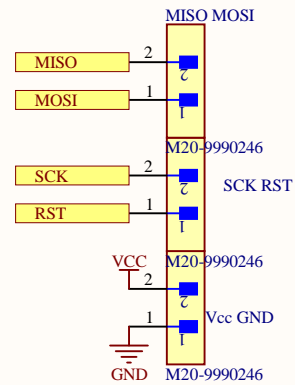 MISO MOSI
MISO 2 2
MOSI 1 1
M20-9990246
SCK 2 2 SCK RST
RST 1 1
M20-9990246
VCC
2 2
Vcc GND
1 1
GND M20-9990246